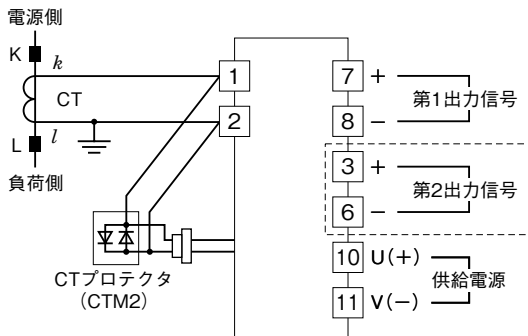 電源側
K
k
CT
l
L
負荷側
CTプロテクタ
(CTM2)
1
2
7 +
8 −
第1出力信号
3 +
6 −
第2出力信号
10 U(+)
11 V(−)
供給電源